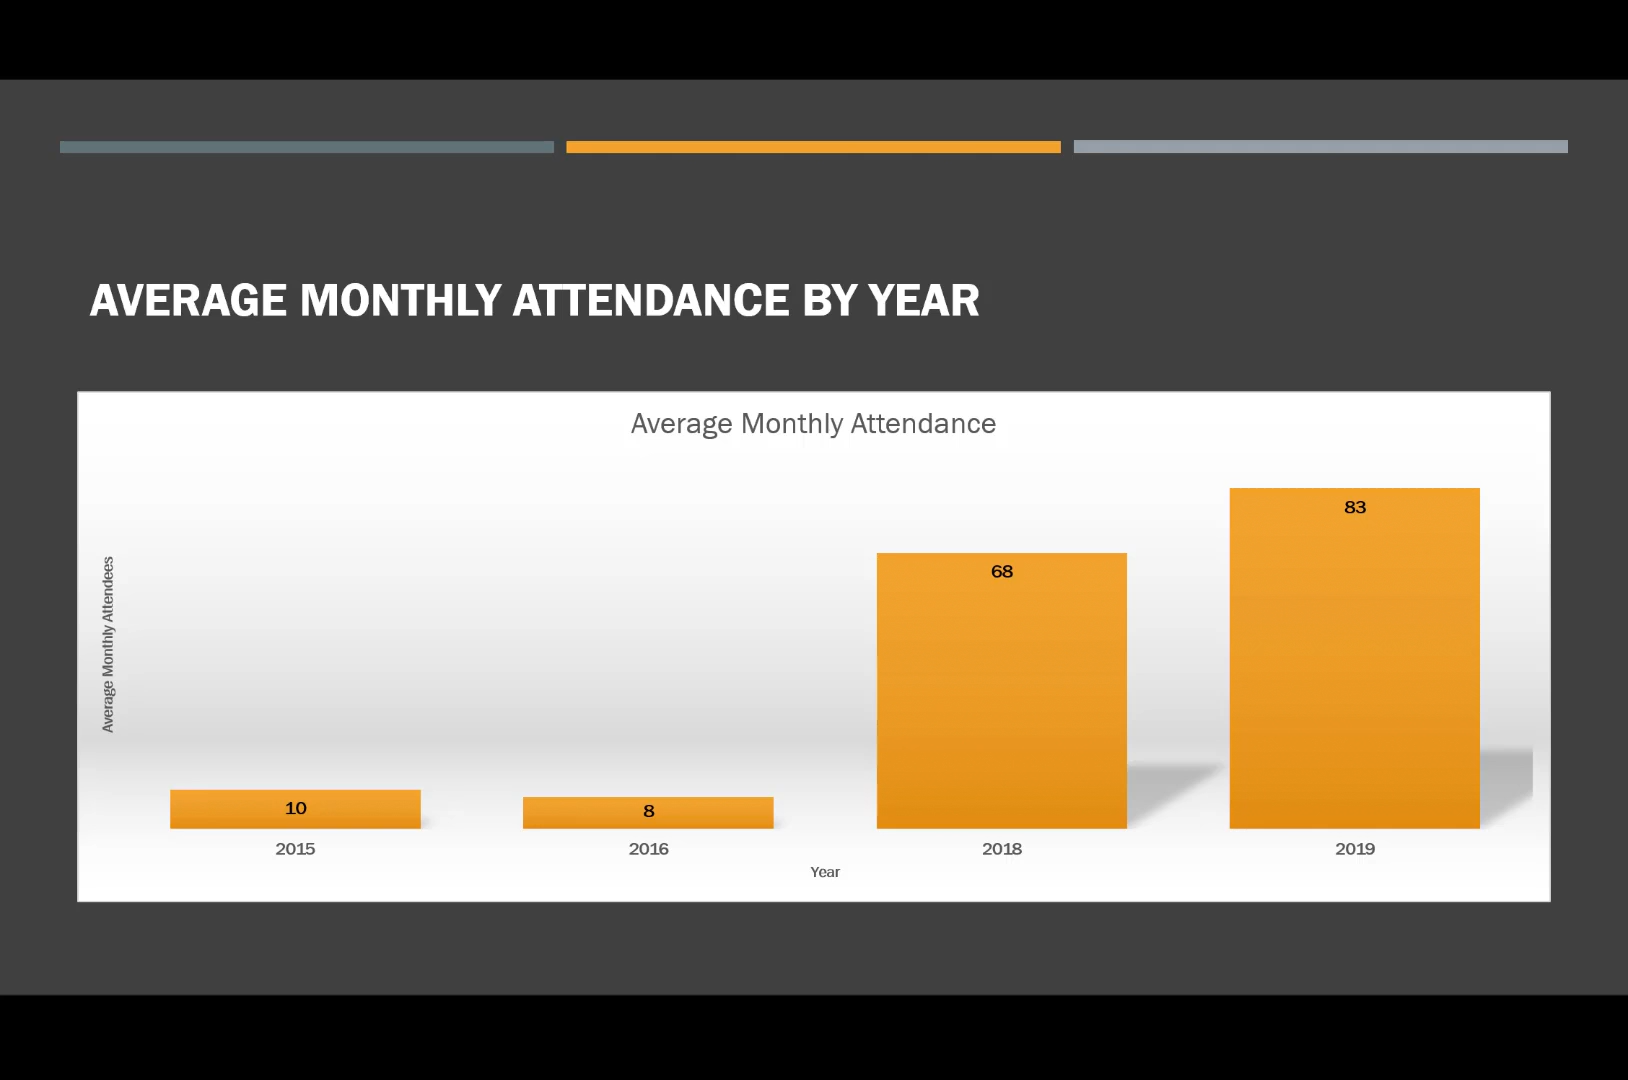 AVERAGE MONTHLY ATTENDANCE BY YEAR
Average Monthly Attendance
Average Monthly Attendees
83
68
10
8
2015
2016
2018
2019
Year